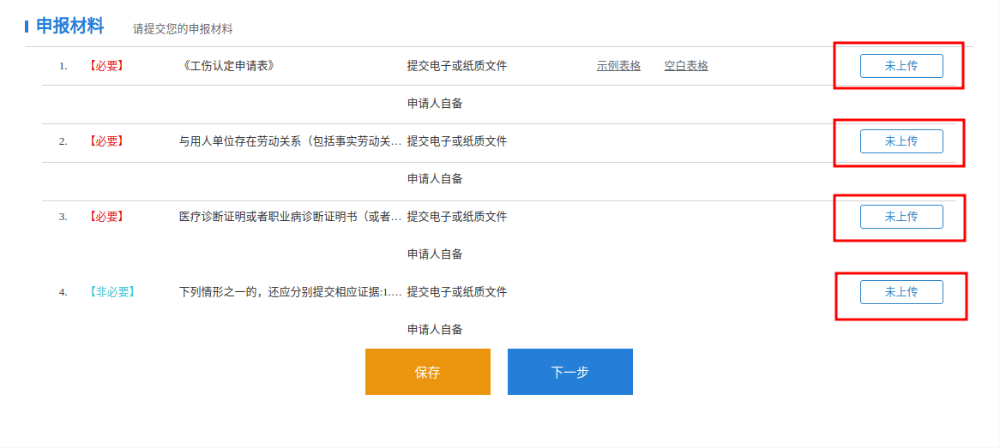 申报材料 请提交您的申报材料
1. 【必要】 《工伤认定申请表》 提交电子或纸质文件 示例表格 空白表格 未上传
申请人自备
2. 【必要】 与用人单位存在劳动关系（包括事实劳动关… 提交电子或纸质文件 未上传
申请人自备
3. 【必要】 医疗诊断证明或者职业病诊断证明书（或者… 提交电子或纸质文件 未上传
申请人自备
4. 【非必要】 下列情形之一的，还应分别提交相应证据:1.… 提交电子或纸质文件 未上传
申请人自备
保存 下一步